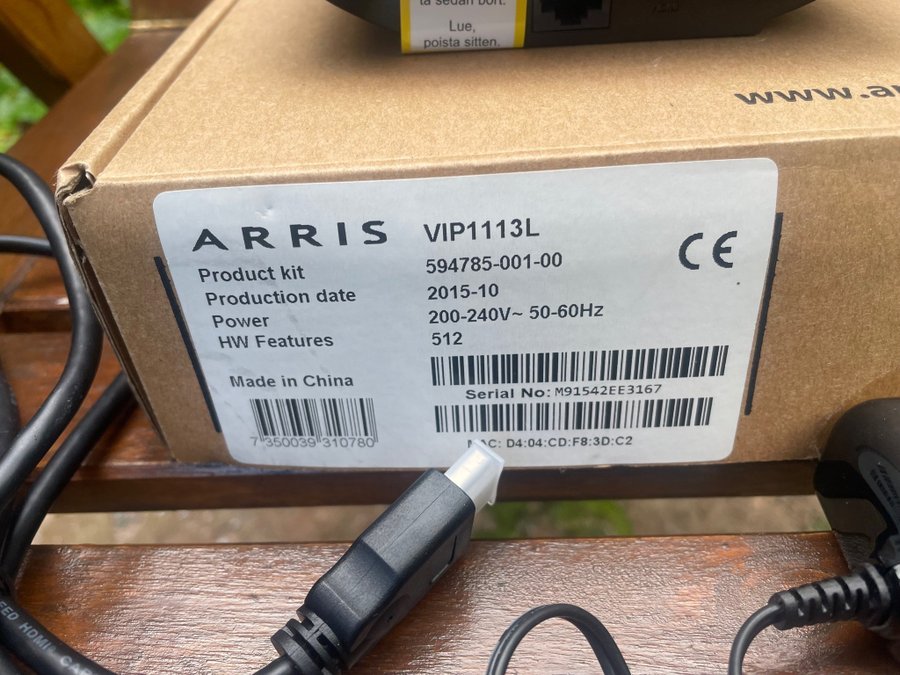 ta sedan bort.
Lue,
poista sitten.
www.a
ARRIS VIP1113L
CE
Product kit 594785-001-00
Production date 2015-10
Power 200-240V~ 50-60Hz
HW Features 512
Made in China
Serial No: M91542EE3167
7 350039 310780
MAC: D4:04:CD:F8:3D:C2
HDMI